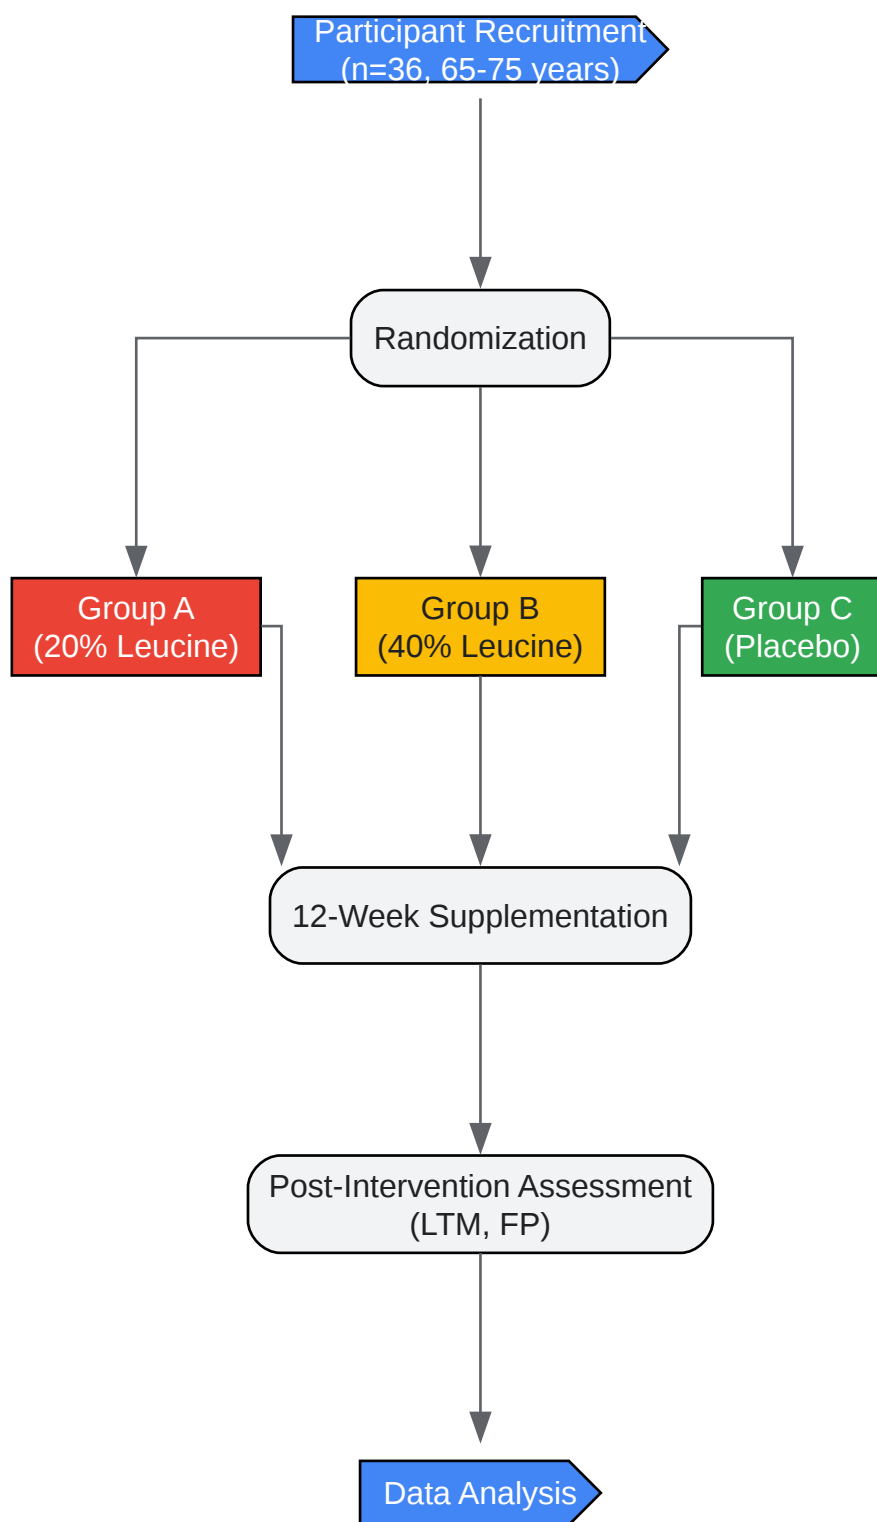 Participant Recruitment
(n=36, 65-75 years)
Randomization
Group A
(20% Leucine)
Group B
(40% Leucine)
Group C
(Placebo)
12-Week Supplementation
Post-Intervention Assessment
(LTM, FP)
Data Analysis